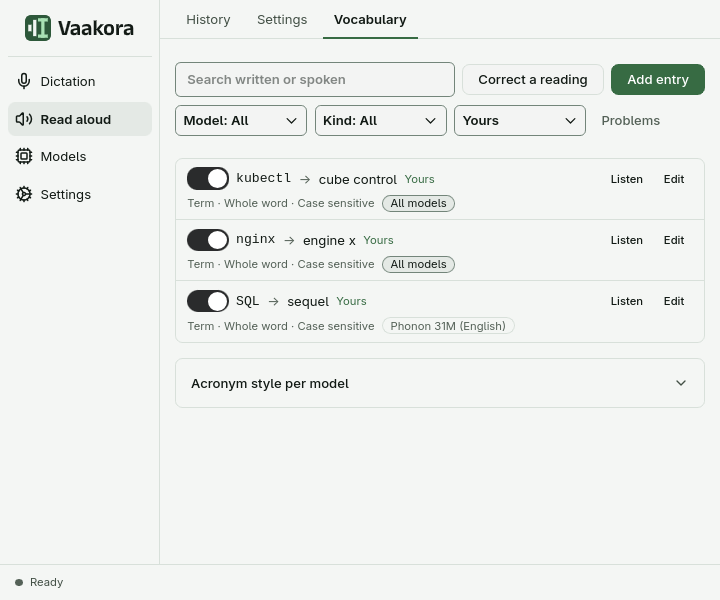 Vaakora
Dictation
Read aloud
Models
Settings
History Settings Vocabulary
Search written or spoken Correct a reading Add entry
Model: All Kind: All Yours Problems
kubectl → cube control Yours Listen Edit
Term · Whole word · Case sensitive All models
nginx → engine x Yours Listen Edit
Term · Whole word · Case sensitive All models
SQL → sequel Yours Listen Edit
Term · Whole word · Case sensitive Phonon 31M (English)
Acronym style per model
Ready